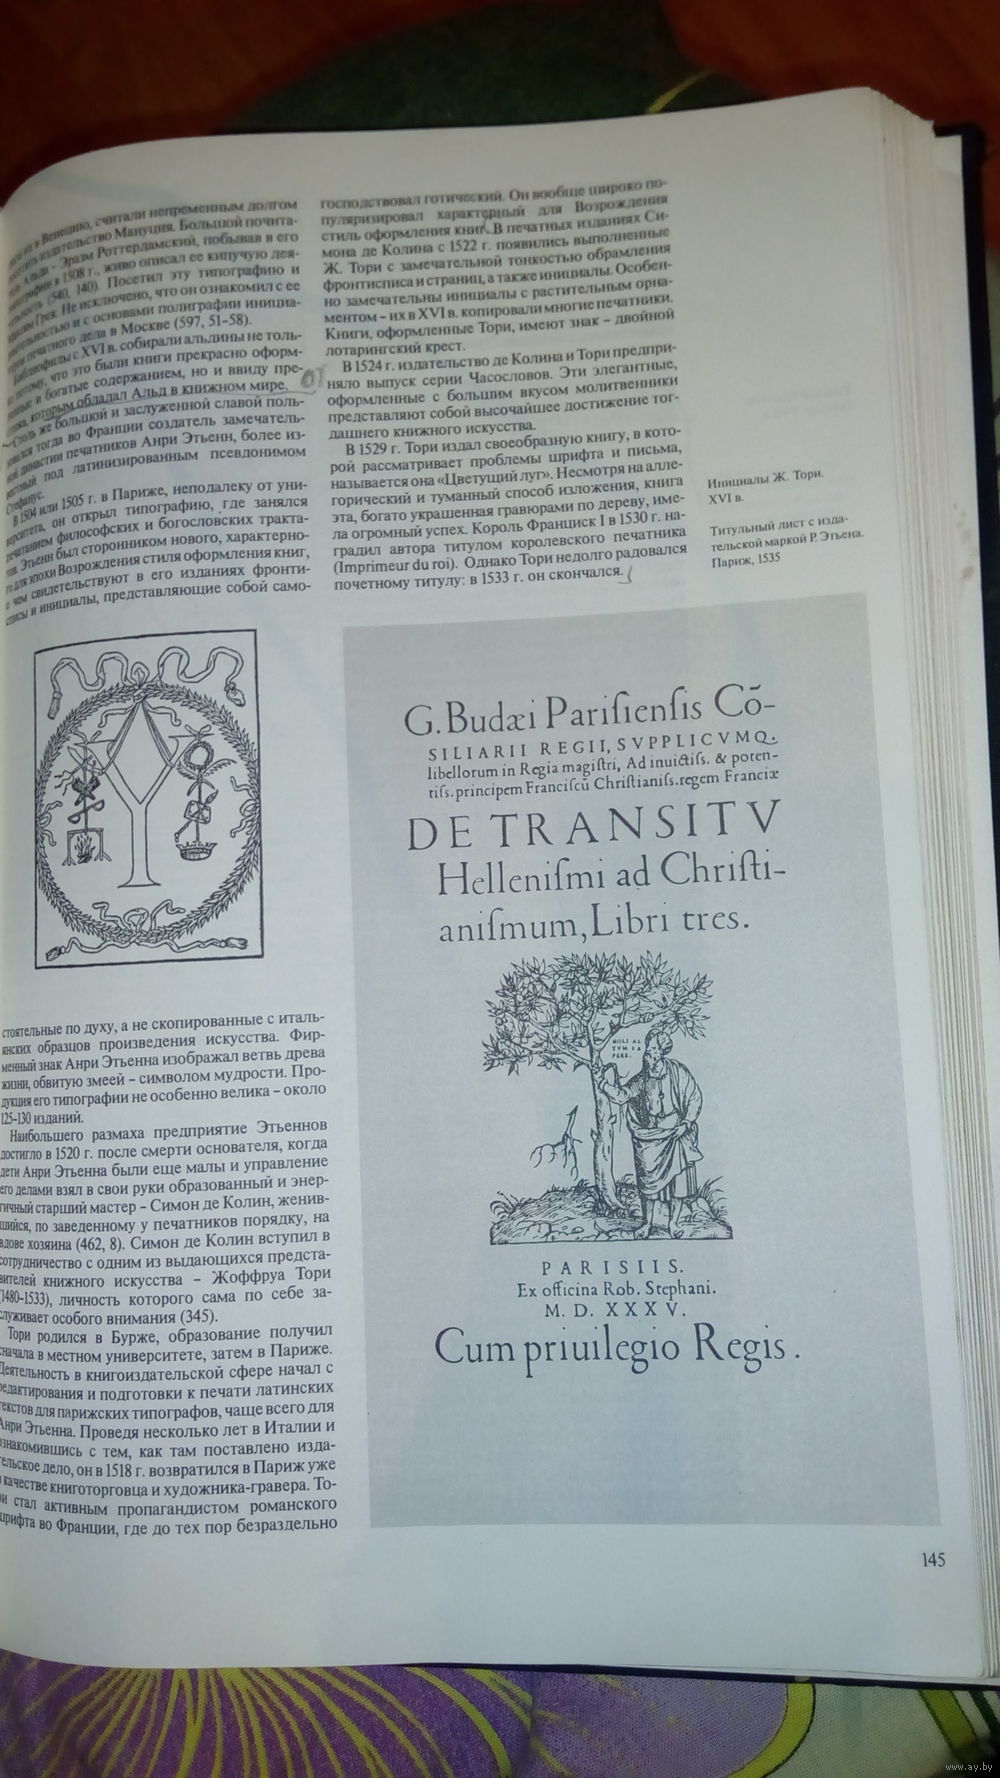 в Венецию, считали непременным долгом
издательство Мануция. Большой почита-
Альда – Эразм Роттердамский, побывав в его
в 1508 г., живо описал ее кипучую дея-
(540, 140). Посетил эту типографию и
Грек. Не исключено, что он ознакомился с ее
и с основами полиграфии инициа-
печатного дела в Москве (597, 51–58).
Библиофилы с XVI в. собирали альдины не толь-
потому, что это были книги прекрасно оформ-
и богатые содержанием, но и ввиду пре-
которым обладал Альд в книжном мире.
Столь же большой и заслуженной славой поль-
тогда во Франции создатель замечатель-
династии печатников Анри Этьенн, более из-
под латинизированным псевдонимом
Стефанус.
В 1504 или 1505 г. в Париже, неподалеку от уни-
верситета, он открыл типографию, где занялся
печатанием философских и богословских тракта-
тов. Этьенн был сторонником нового, характерно-
го для эпохи Возрождения стиля оформления книг,
о чем свидетельствуют в его изданиях фронти-
списы и инициалы, представляющие собой само-
стоятельные по духу, а не скопированные с италь-
янских образцов произведения искусства. Фир-
менный знак Анри Этьенна изображал ветвь древа
жизни, обвитую змеей – символом мудрости. Про-
дукция его типографии не особенно велика – около
125–130 изданий.
Наибольшего размаха предприятие Этьеннов
достигло в 1520 г. после смерти основателя, когда
дети Анри Этьенна были еще малы и управление
его делами взял в свои руки образованный и энер-
гичный старший мастер – Симон де Колин, женив-
шийся, по заведенному у печатников порядку, на
вдове хозяина (462, 8). Симон де Колин вступил в
сотрудничество с одним из выдающихся предста-
вителей книжного искусства – Жоффруа Тори
(1480–1533), личность которого сама по себе за-
служивает особого внимания (345).
Тори родился в Бурже, образование получил
сначала в местном университете, затем в Париже.
Деятельность в книгоиздательской сфере начал с
редактирования и подготовки к печати латинских
текстов для парижских типографов, чаще всего для
Анри Этьенна. Проведя несколько лет в Италии и
ознакомившись с тем, как там поставлено изда-
тельское дело, он в 1518 г. возвратился в Париж уже
в качестве книготорговца и художника-гравера. То-
ри стал активным пропагандистом романского
шрифта во Франции, где до тех пор безраздельно
господствовал готический. Он вообще широко по-
пуляризировал характерный для Возрождения
стиль оформления книг. В печатных изданиях Си-
мона де Колина с 1522 г. появились выполненные
Ж. Тори с замечательной тонкостью обрамления
фронтисписа и страниц, а также инициалы. Особен-
но замечательны инициалы с растительным орна-
ментом – их в XVI в. копировали многие печатники.
Книги, оформленные Тори, имеют знак – двойной
лотарингский крест.
В 1524 г. издательство де Колина и Тори предпри-
няло выпуск серии Часословов. Эти элегантные,
оформленные с большим вкусом молитвенники
представляют собой высочайшее достижение тог-
дашнего книжного искусства.
В 1529 г. Тори издал своеобразную книгу, в кото-
рой рассматривает проблемы шрифта и письма,
называется она «Цветущий луг». Несмотря на алле-
горический и туманный способ изложения, книга
эта, богато украшенная гравюрами по дереву, име-
ла огромный успех. Король Франциск I в 1530 г. на-
градил автора титулом королевского печатника
(Imprimeur du roi). Однако Тори недолго радовался
почетному титулу: в 1533 г. он скончался.
Инициалы Ж. Тори.
XVI в.
Титульный лист с изда-
тельской маркой Р. Этьена.
Париж, 1535
G. Budæi Pariſienſis Cõ-
SILIARII REGII, SVPPLICVMQ.
libellorum in Regia magiſtri, Ad inuictiſs. & poten-
tiſs. principem Franciſcū Chriſtianiſs. regem Franciæ
DE TRANSITV
Helleniſmi ad Chriſti-
aniſmum, Libri tres.
NOLI AL
TVM SA
PERE.
PARISIIS.
Ex officina Rob. Stephani.
M. D. XXXV.
Cum priuilegio Regis.
145
www.ay.by